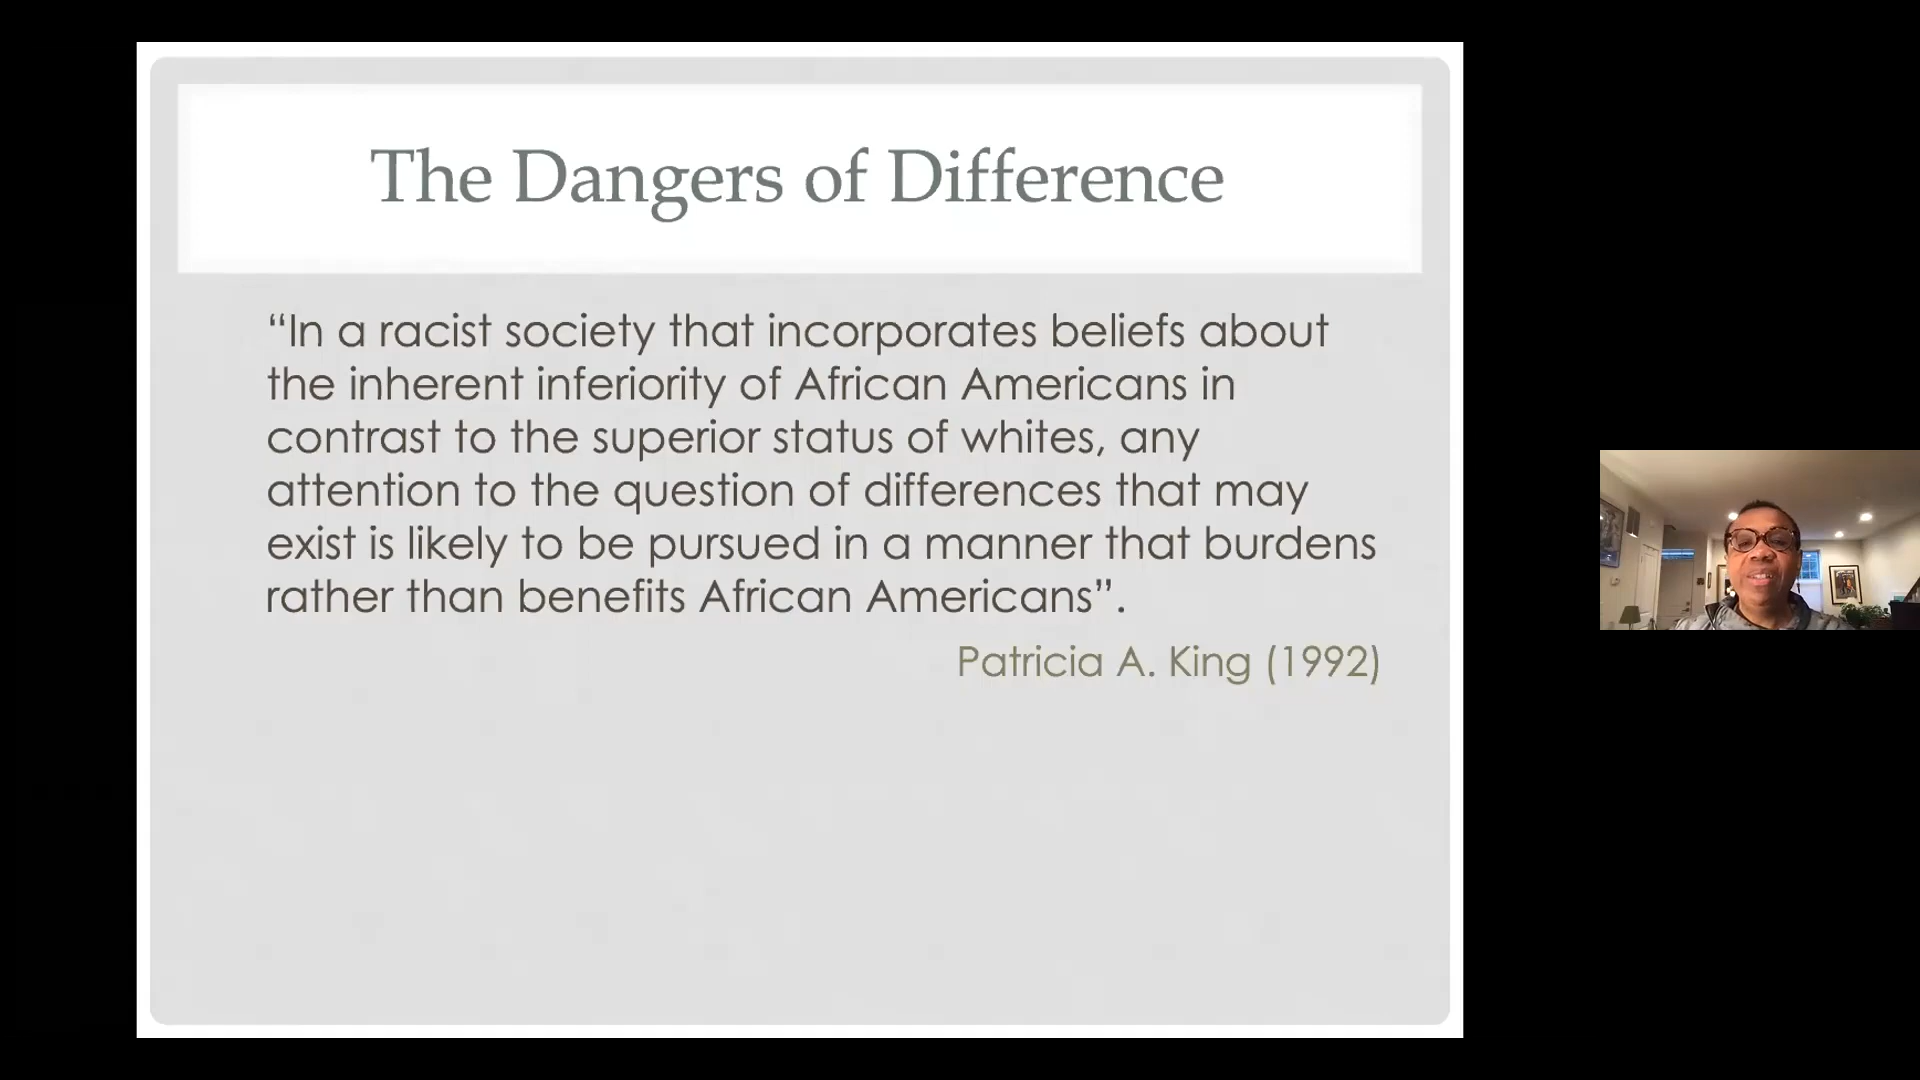 The Dangers of Difference
“In a racist society that incorporates beliefs about
the inherent inferiority of African Americans in
contrast to the superior status of whites, any
attention to the question of differences that may
exist is likely to be pursued in a manner that burdens
rather than benefits African Americans”.
Patricia A. King (1992)